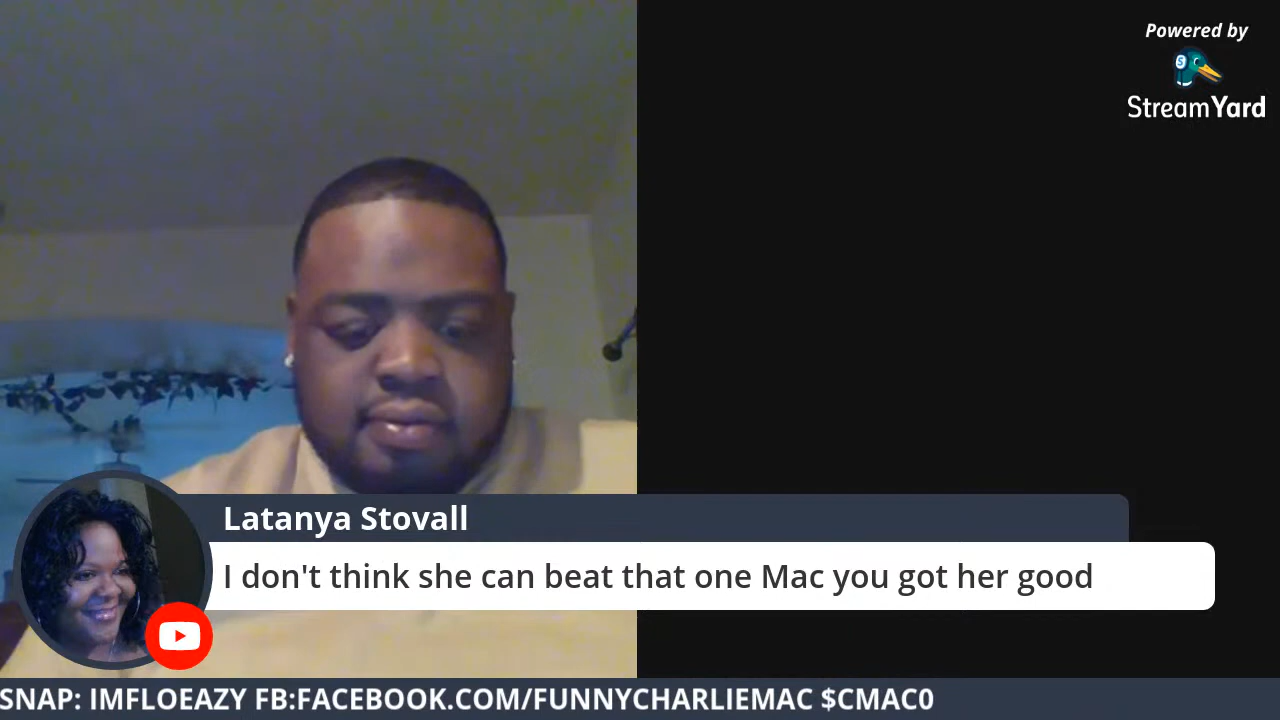 Powered by
StreamYard
Latanya Stovall
I don't think she can beat that one Mac you got her good
SNAP: IMFLOEAZY FB:FACEBOOK.COM/FUNNYCHARLIEMAC $CMAC0